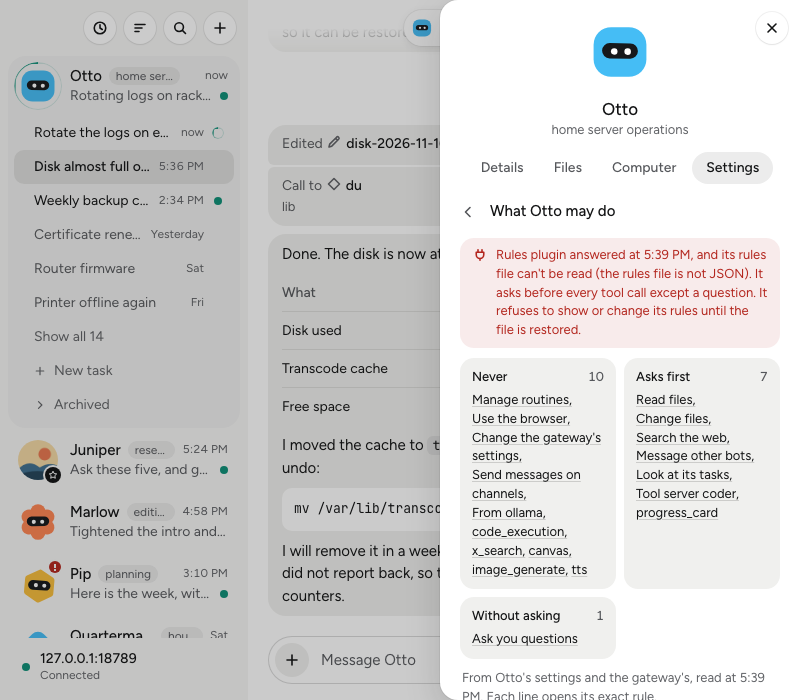 Otto
home ser...
now
Rotating logs on rack...
Rotate the logs on e...
now
Disk almost full o...
5:36 PM
Weekly backup c...
2:34 PM
Certificate rene...
Yesterday
Router firmware
Sat
Printer offline again
Fri
Show all 14
New task
Archived
Juniper
rese...
5:24 PM
Ask these five, and g...
Marlow
editi...
4:58 PM
Tightened the intro and...
Pip
planning
3:10 PM
Here is the week, wit...
Quarterma
hou...
Sat
127.0.0.1:18789
Connected
so it can be restor
Edited
disk-2026-11-1
Call to
du
lib
Done. The disk is now at
What
Disk used
Transcode cache
Free space
I moved the cache to
undo:
mv /var/lib/transco
I will remove it in a week
did not report back, so t
counters.
Message Otto
Otto
home server operations
Details
Files
Computer
Settings
What Otto may do
Rules plugin answered at 5:39 PM, and its rules
file can't be read (the rules file is not JSON). It
asks before every tool call except a question. It
refuses to show or change its rules until the
file is restored.
Never
10
Manage routines,
Use the browser,
Change the gateway's
settings,
Send messages on
channels,
From ollama,
code_execution,
x_search, canvas,
image_generate, tts
Asks first
7
Read files,
Change files,
Search the web,
Message other bots,
Look at its tasks,
Tool server coder,
progress_card
Without asking
1
Ask you questions
From Otto's settings and the gateway's, read at 5:39
PM. Each line opens its exact rule.